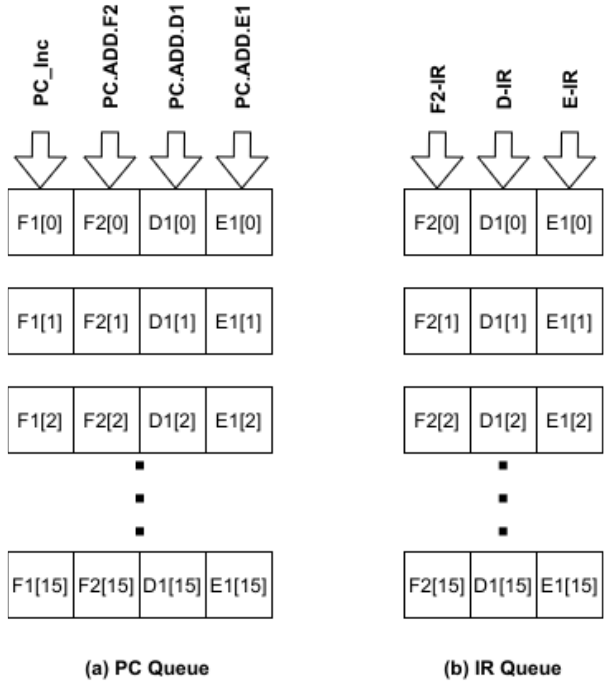 PC_Inc PC.ADD.F2 PC.ADD.D1 PC.ADD.E1 F2-IR D-IR E-IR
F1[0] F2[0] D1[0] E1[0] F2[0] D1[0] E1[0]
F1[1] F2[1] D1[1] E1[1] F2[1] D1[1] E1[1]
F1[2] F2[2] D1[2] E1[2] F2[2] D1[2] E1[2]
F1[15] F2[15] D1[15] E1[15] F2[15] D1[15] E1[15]
(a) PC Queue (b) IR Queue